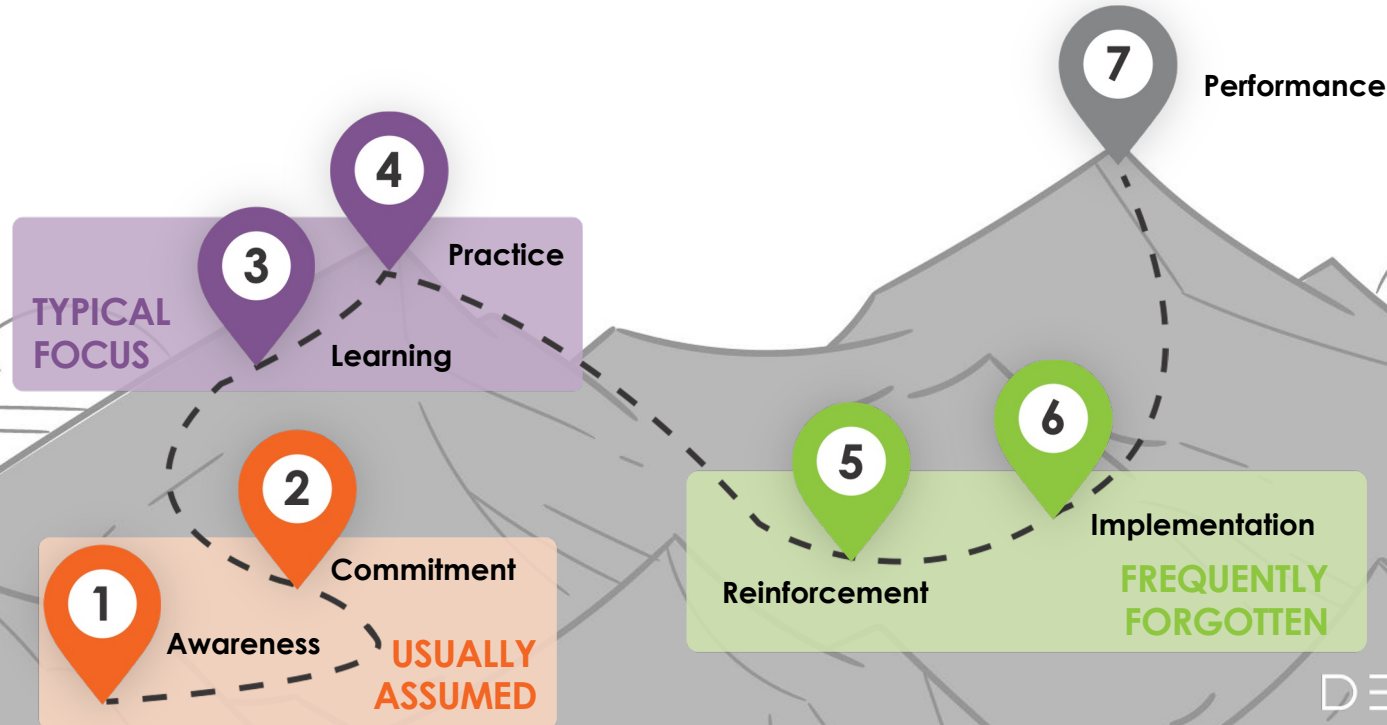 7
Performance
4
Practice
3
TYPICAL
FOCUS
Learning
6
5
2
Implementation
Commitment
Reinforcement
FREQUENTLY
FORGOTTEN
1
Awareness
USUALLY
ASSUMED